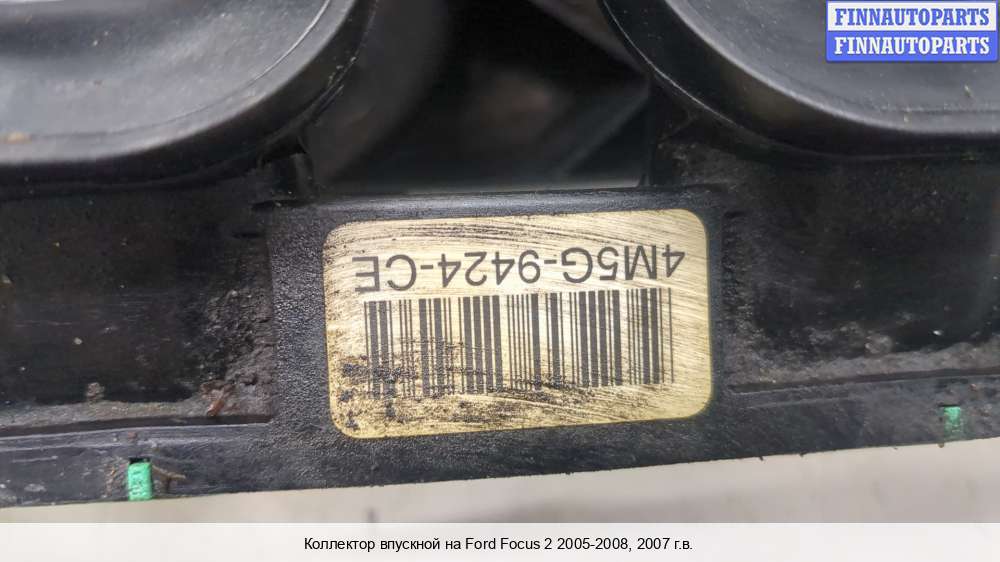 FINNAUTOPARTS
FINNAUTOPARTS
4M5G-9424-CE
Коллектор впускной на Ford Focus 2 2005-2008, 2007 г.в.